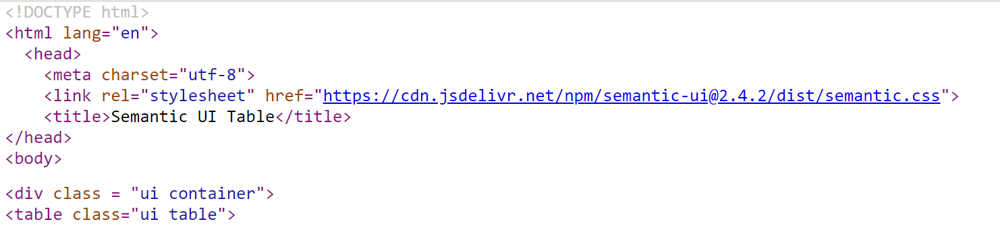 <!DOCTYPE html>
<html lang="en">
  <head>
    <meta charset="utf-8">
    <link rel="stylesheet" href="https://cdn.jsdelivr.net/npm/semantic-ui@2.4.2/dist/semantic.css">
    <title>Semantic UI Table</title>
</head>
<body>
<div class = "ui container">
<table class="ui table">